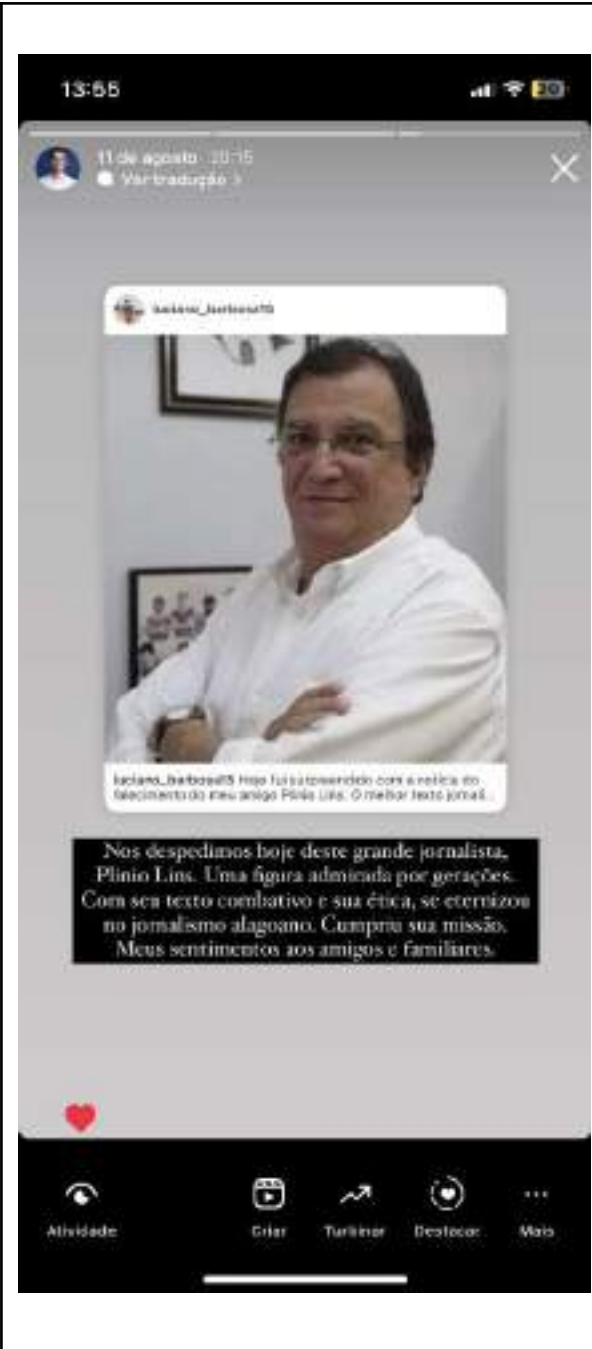 13:55
20
11 de agosto 20:15
Ver tradução >
luciano_barbosa15
luciano_barbosa15 Hoje fui surpreendido com a notícia do
falecimento do meu amigo Plínio Lins. O melhor texto jornal...
Nos despedimos hoje deste grande jornalista,
Plinio Lins. Uma figura admirada por gerações.
Com seu texto combativo e sua ética, se eternizou
no jornalismo alagoano. Cumpriu sua missão.
Meus sentimentos aos amigos e familiares.
Atividade
Criar
Turbinar
Destacar
Mais